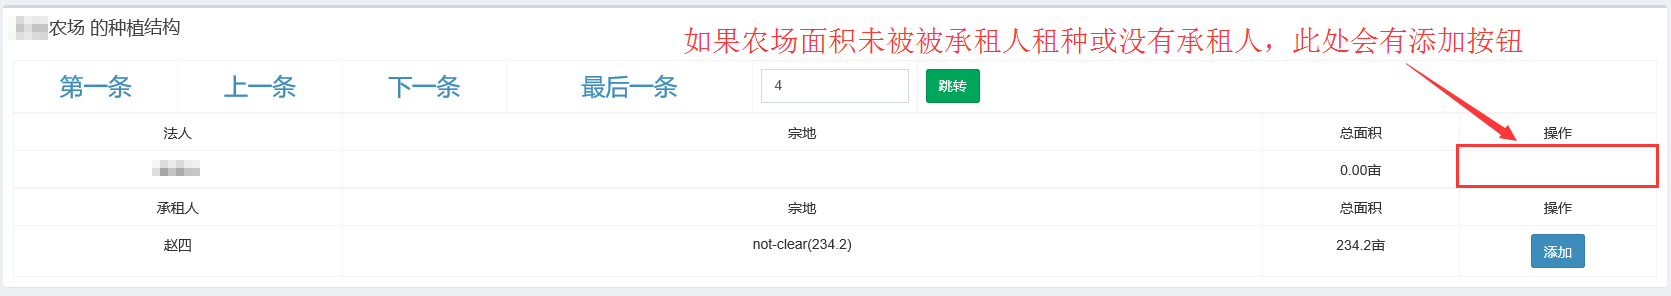 农场 的种植结构
如果农场面积未被被承租人租种或没有承租人，此处会有添加按钮
第一条 上一条 下一条 最后一条 4 跳转
法人 宗地 总面积 操作
0.00亩
承租人 宗地 总面积 操作
赵四 not-clear(234.2) 234.2亩 添加